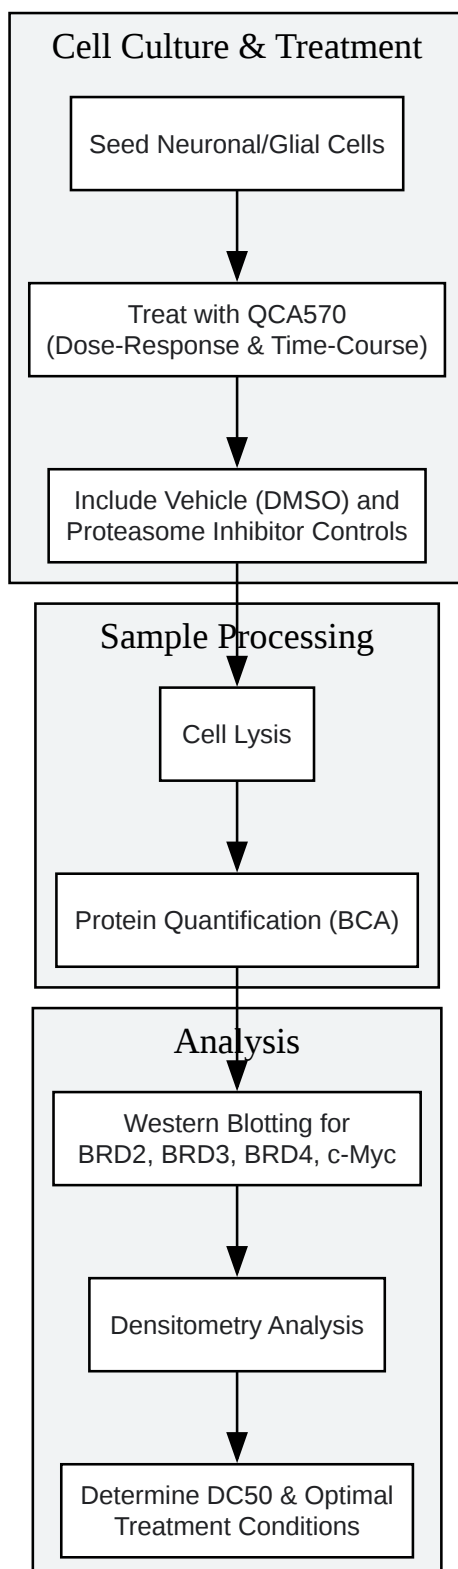 Cell Culture & Treatment
Seed Neuronal/Glial Cells
Treat with QCA570
(Dose-Response & Time-Course)
Include Vehicle (DMSO) and
Proteasome Inhibitor Controls
Sample Processing
Cell Lysis
Protein Quantification (BCA)
Analysis
Western Blotting for
BRD2, BRD3, BRD4, c-Myc
Densitometry Analysis
Determine DC50 & Optimal
Treatment Conditions